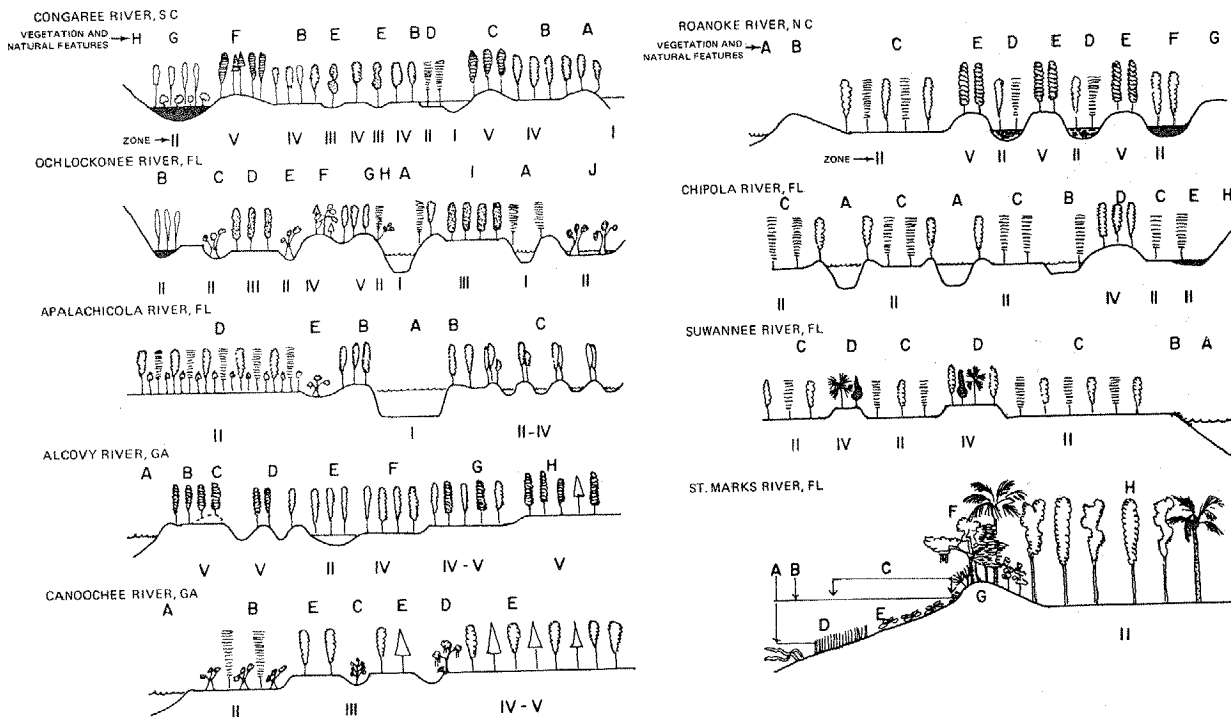 CONGAREE RIVER, SC
VEGETATION AND NATURAL FEATURES → H G F B E E B D C B A
ZONE → II V IV III IV III IV II I V IV I
OCHLOCKONEE RIVER, FL
B C D E F G H A I A J
II II III II IV V II I III I II
APALACHICOLA RIVER, FL
D E B A B C
II I II-IV
ALCOVY RIVER, GA
A B C D E F G H
V V II IV IV-V V
CANOOCHEE RIVER, GA
A B E C E D E
II III IV-V
ROANOKE RIVER, NC
VEGETATION AND NATURAL FEATURES → A B C E D E D E F G
ZONE → II V II V II V II
CHIPOLA RIVER, FL
C A C A C B D C E H
II II II IV II II
SUWANNEE RIVER, FL
C D C D C B A
II IV II IV II
ST. MARKS RIVER, FL
H
F
A B C
G
D E
II